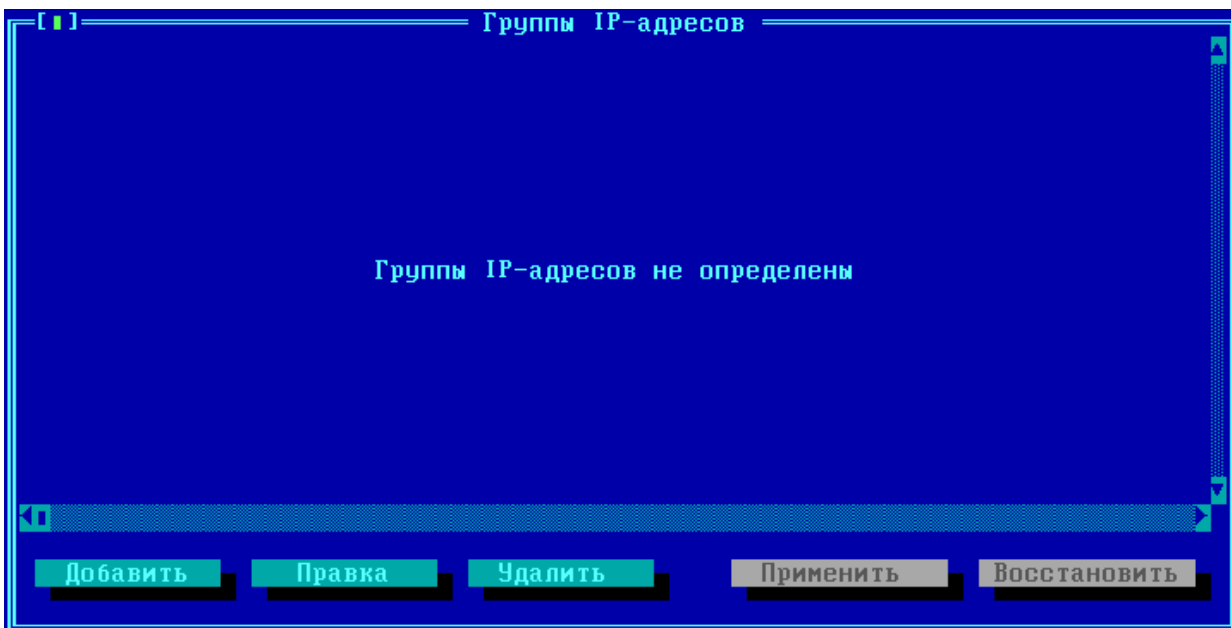 Группы IP-адресов
Группы IP-адресов не определены
Добавить Правка Удалить Применить Восстановить